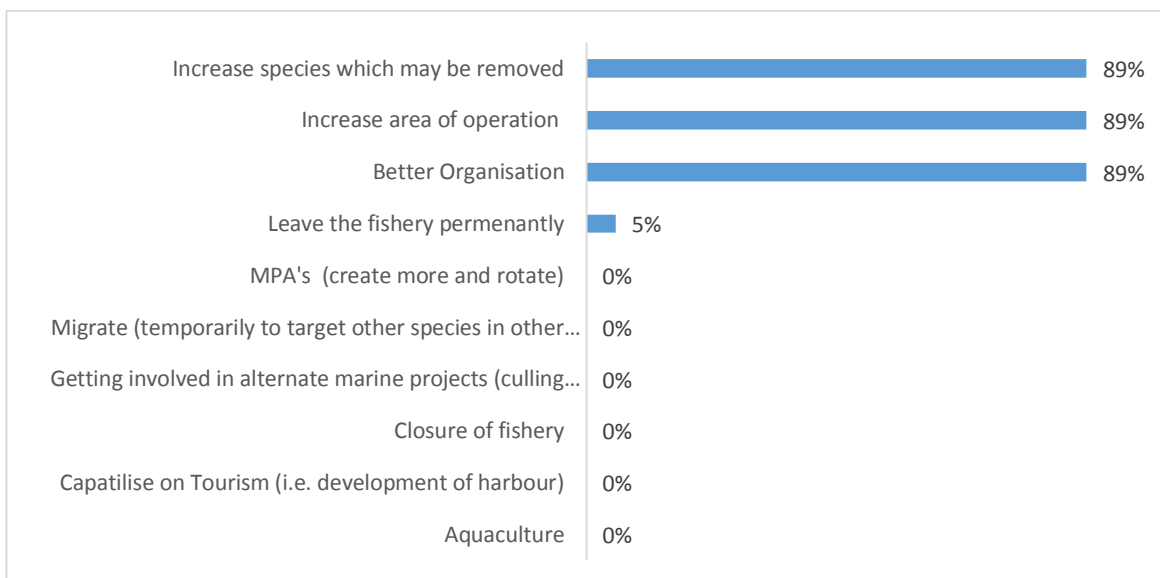 Increase species which may be removed 89%
Increase area of operation 89%
Better Organisation 89%
Leave the fishery permenantly 5%
MPA's (create more and rotate) 0%
Migrate (temporarily to target other species in other... 0%
Getting involved in alternate marine projects (culling... 0%
Closure of fishery 0%
Capatilise on Tourism (i.e. development of harbour) 0%
Aquaculture 0%